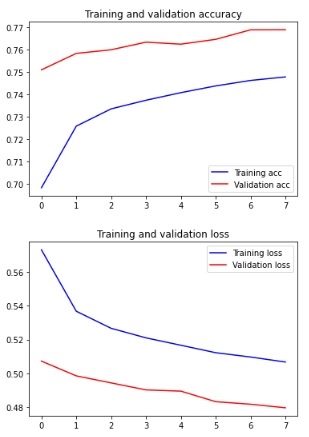 Training and validation accuracy
0.77
0.76
0.75
0.74
0.73
0.72
0.71
0.70
Training acc
Validation acc
0 1 2 3 4 5 6 7
Training and validation loss
Training loss
Validation loss
0.56
0.54
0.52
0.50
0.48
0 1 2 3 4 5 6 7